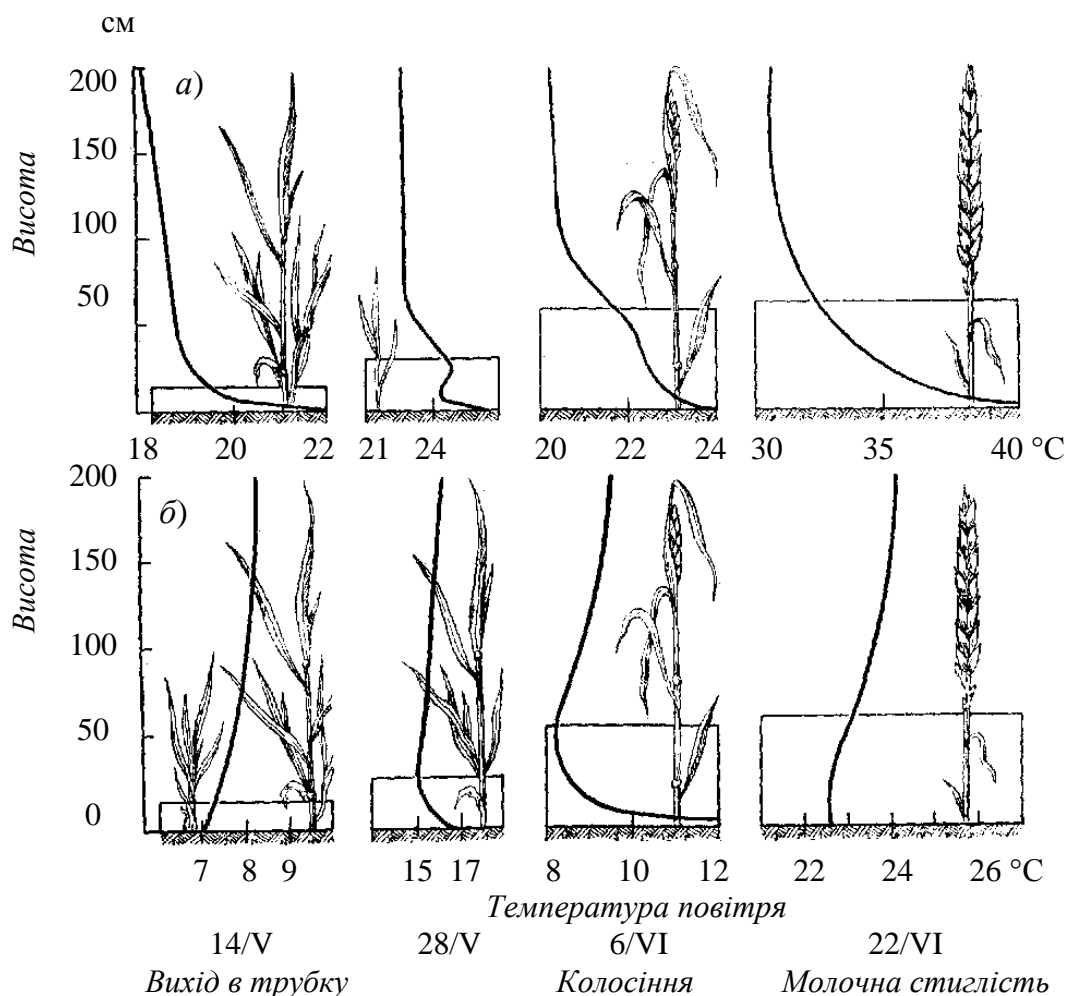 см
200
150
100
50
Висота
а)
18 20 22 21 24 20 22 24 30 35 40 °С
200
150
100
50
0
Висота
б)
7 8 9 15 17 8 10 12 22 24 26 °С
Температура повітря
14/V 28/V 6/VI 22/VI
Вихід в трубку Колосіння Молочна стиглість